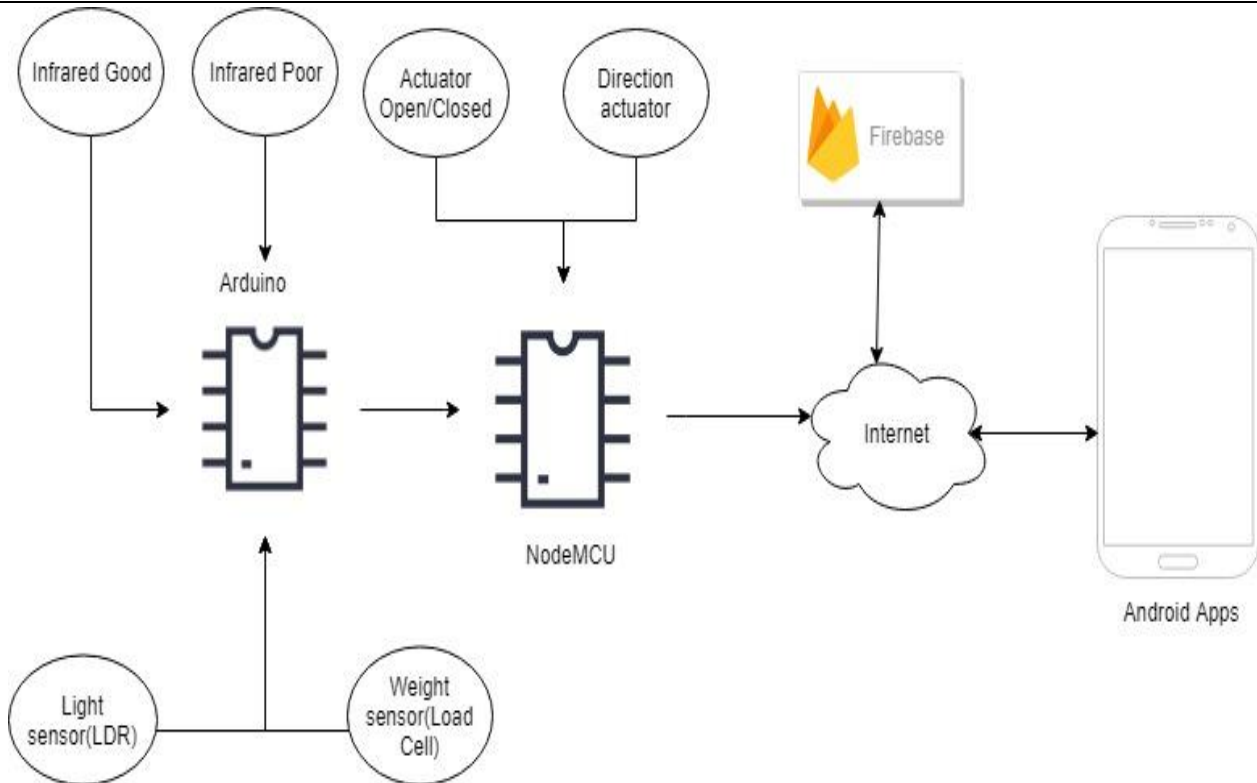 Infrared Good
Infrared Poor
Actuator
Open/Closed
Direction
actuator
Firebase
Arduino
Internet
NodeMCU
Android Apps
Light
sensor(LDR)
Weight
sensor(Load
Cell)